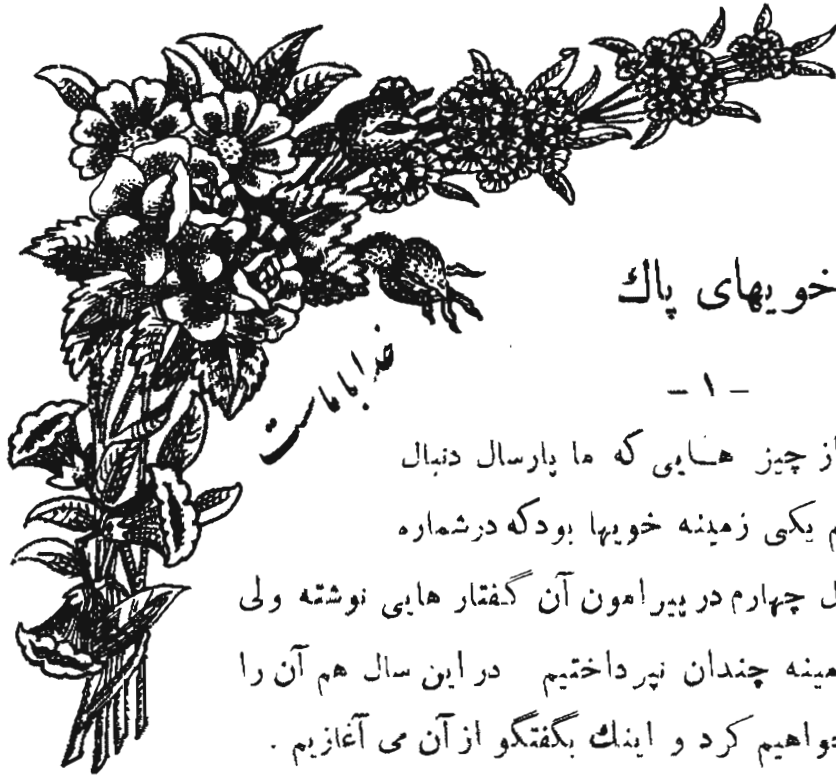 خویهای پاك
خدا با ماست
- ۱ -
از چیز هایی که ما پارسال دنبال
یکی زمینه خویها بود که در شماره
چهارم در پیرامون آن گفتار هایی نوشته ولی
چندان نپرداختیم در این سال هم آن را
خواهیم کرد و اینك بگفتگو از آن می آغازیم .